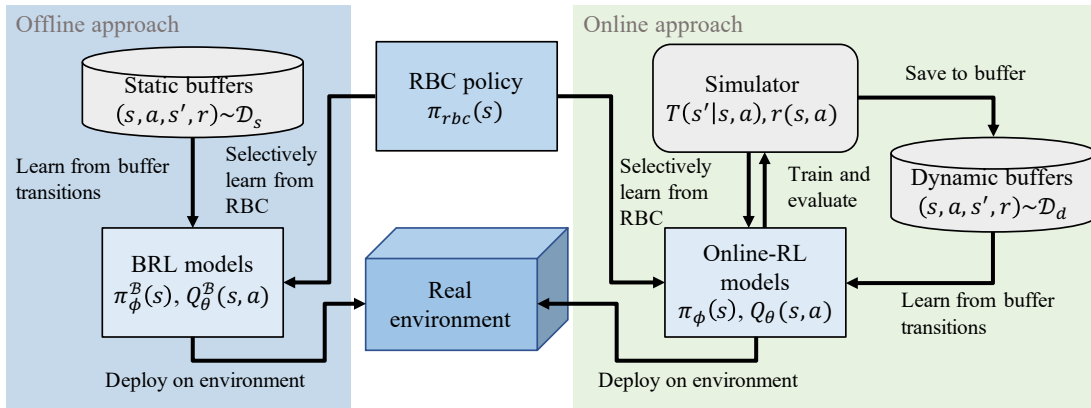 Offline approach
Static buffers
(s, a, s′, r)~𝒟ₛ
Learn from buffer
transitions
Selectively
learn from
RBC
BRL models
π_ϕ^ℬ(s), Q_θ^ℬ(s, a)
Deploy on environment
RBC policy
π_rbc(s)
Real
environment
Online approach
Simulator
T(s′|s, a), r(s, a)
Save to buffer
Selectively
learn from
RBC
Train and
evaluate
Dynamic buffers
(s, a, s′, r)~𝒟_d
Online-RL
models
π_ϕ(s), Q_θ(s, a)
Learn from buffer
transitions
Deploy on environment